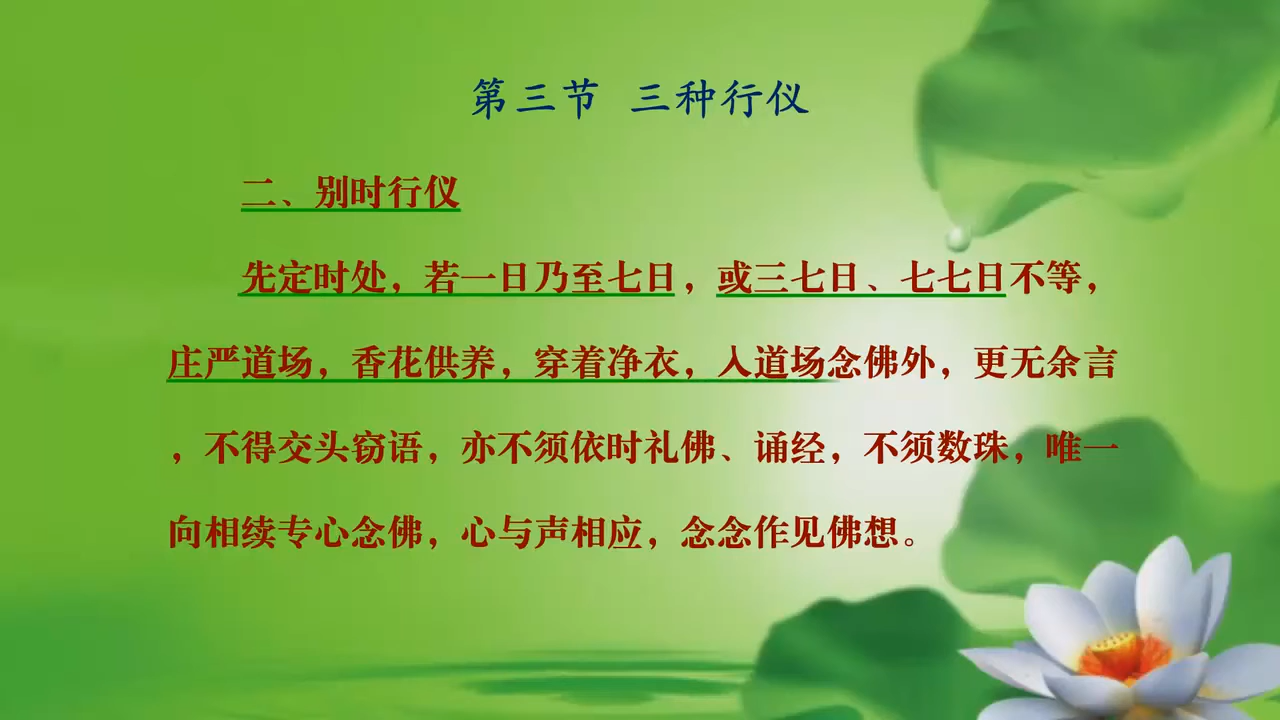 第三节 三种行仪
二、别时行仪
先定时处，若一日乃至七日，或三七日、七七日不等，
庄严道场，香花供养，穿着净衣，入道场念佛外，更无余言
，不得交头窃语，亦不须依时礼佛、诵经，不须数珠，唯一
向相续专心念佛，心与声相应，念念作见佛想。